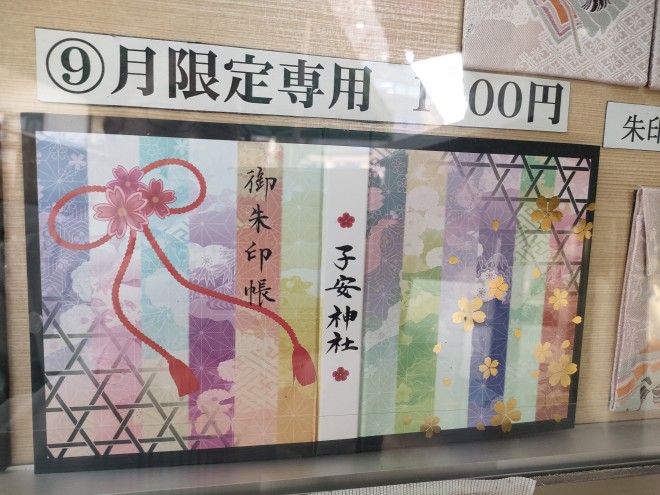 ⑨月限定専用
00円
朱印
御朱印帳
子安神社